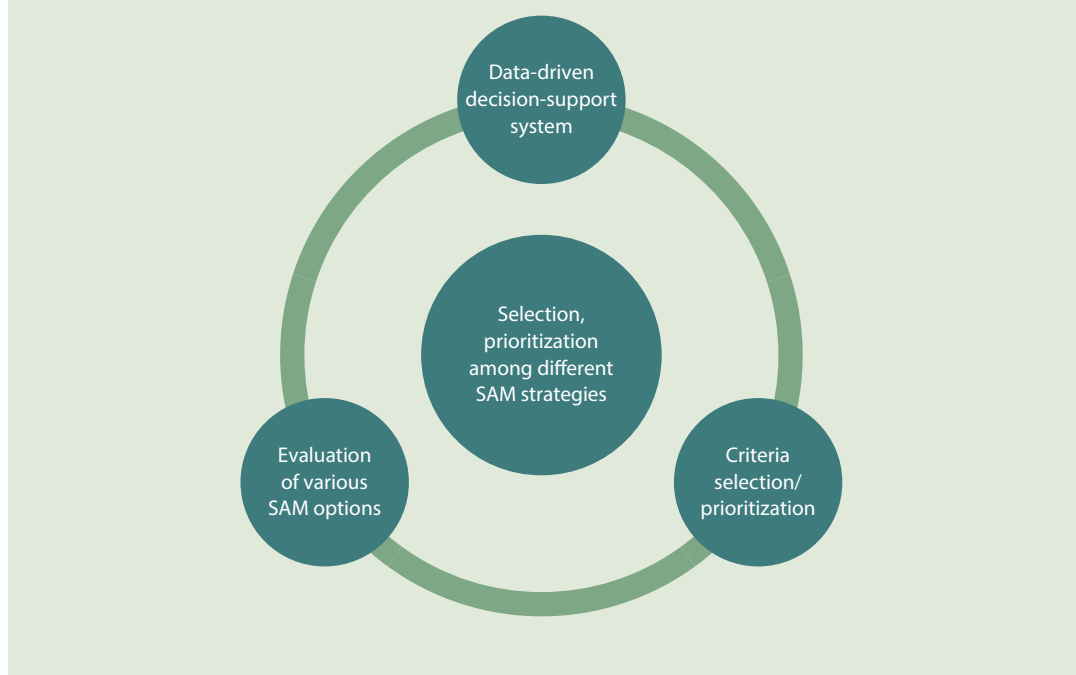 Data-driven
decision-support
system
Selection,
prioritization
among different
SAM strategies
Evaluation
of various
SAM options
Criteria
selection/
prioritization